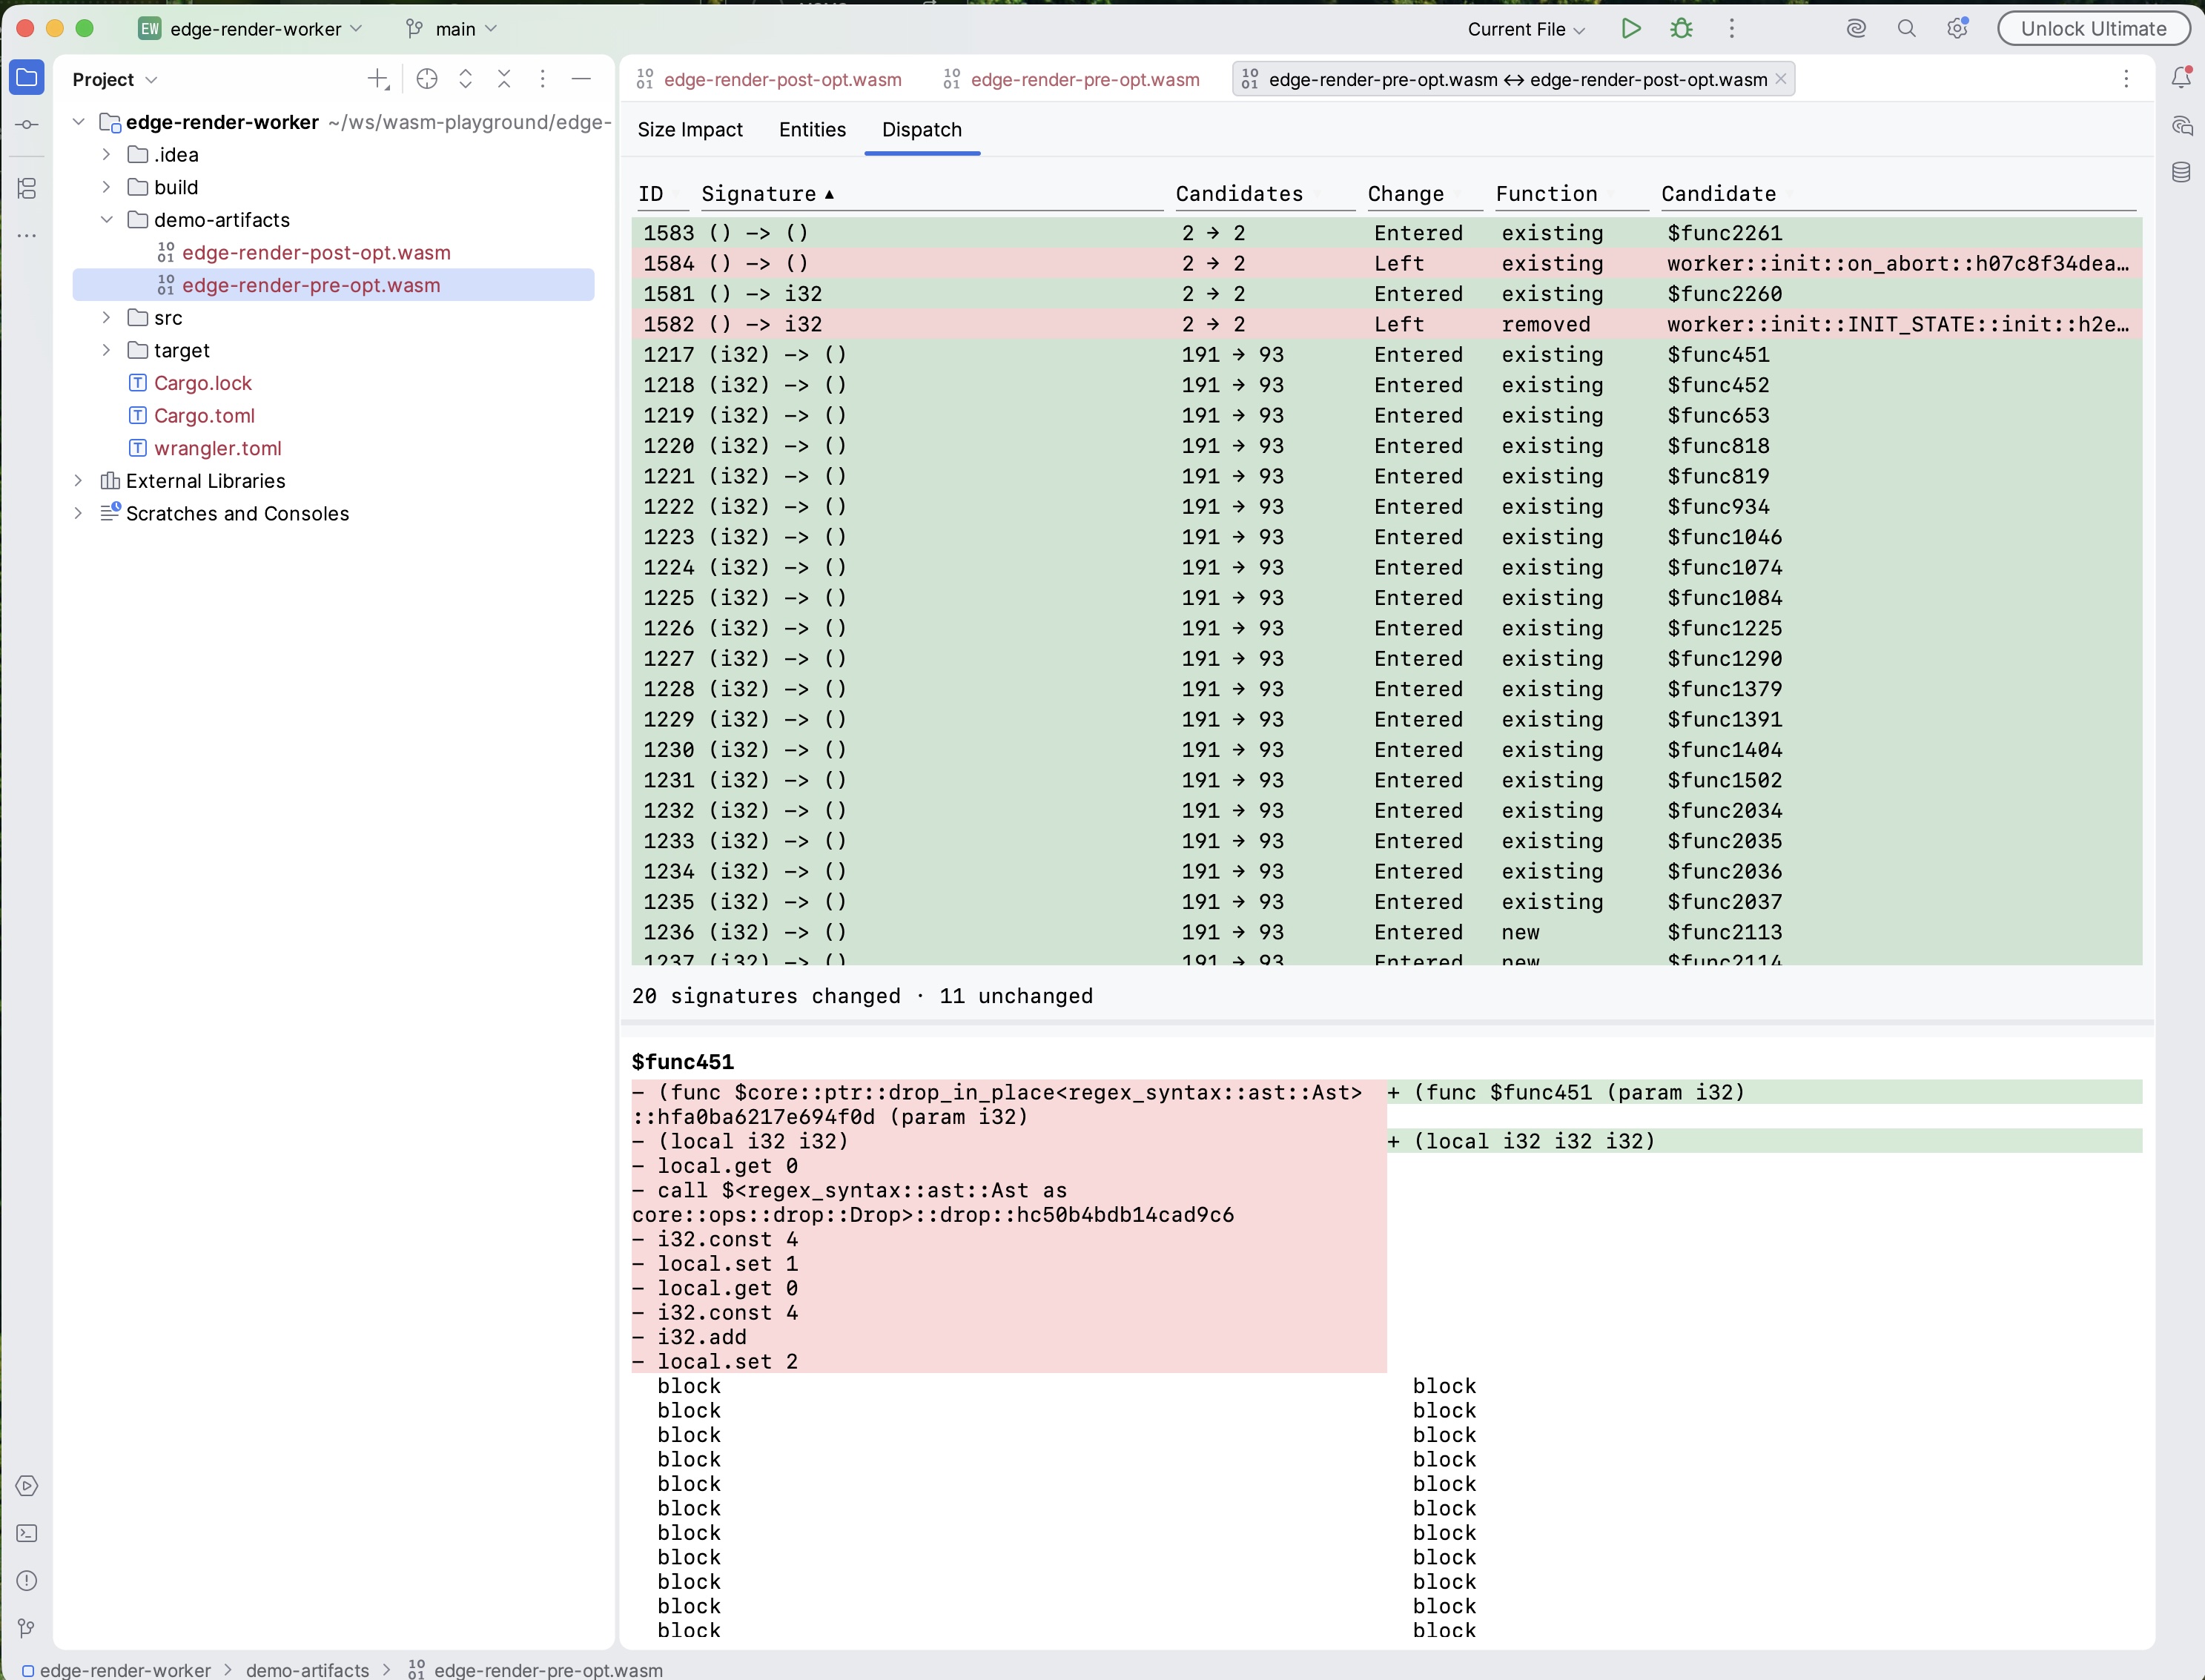 EW edge-render-worker main Current File Unlock Ultimate
Project
edge-render-worker ~/ws/wasm-playground/edge-
.idea
build
demo-artifacts
edge-render-post-opt.wasm
edge-render-pre-opt.wasm
src
target
Cargo.lock
Cargo.toml
wrangler.toml
External Libraries
Scratches and Consoles
edge-render-post-opt.wasm edge-render-pre-opt.wasm edge-render-pre-opt.wasm ↔ edge-render-post-opt.wasm
Size Impact Entities Dispatch
ID Signature ▲ Candidates Change Function Candidate
1583 () -> () 2 → 2 Entered existing $func2261
1584 () -> () 2 → 2 Left existing worker::init::on_abort::h07c8f34dea…
1581 () -> i32 2 → 2 Entered existing $func2260
1582 () -> i32 2 → 2 Left removed worker::init::INIT_STATE::init::h2e…
1217 (i32) -> () 191 → 93 Entered existing $func451
1218 (i32) -> () 191 → 93 Entered existing $func452
1219 (i32) -> () 191 → 93 Entered existing $func653
1220 (i32) -> () 191 → 93 Entered existing $func818
1221 (i32) -> () 191 → 93 Entered existing $func819
1222 (i32) -> () 191 → 93 Entered existing $func934
1223 (i32) -> () 191 → 93 Entered existing $func1046
1224 (i32) -> () 191 → 93 Entered existing $func1074
1225 (i32) -> () 191 → 93 Entered existing $func1084
1226 (i32) -> () 191 → 93 Entered existing $func1225
1227 (i32) -> () 191 → 93 Entered existing $func1290
1228 (i32) -> () 191 → 93 Entered existing $func1379
1229 (i32) -> () 191 → 93 Entered existing $func1391
1230 (i32) -> () 191 → 93 Entered existing $func1404
1231 (i32) -> () 191 → 93 Entered existing $func1502
1232 (i32) -> () 191 → 93 Entered existing $func2034
1233 (i32) -> () 191 → 93 Entered existing $func2035
1234 (i32) -> () 191 → 93 Entered existing $func2036
1235 (i32) -> () 191 → 93 Entered existing $func2037
1236 (i32) -> () 191 → 93 Entered new $func2113
1237 (i32) -> () 191 → 93 Entered new $func2114
20 signatures changed · 11 unchanged
$func451
- (func $core::ptr::drop_in_place<regex_syntax::ast::Ast> + (func $func451 (param i32)
::hfa0ba6217e694f0d (param i32)
- (local i32 i32) + (local i32 i32 i32)
- local.get 0
- call $<regex_syntax::ast::Ast as
core::ops::drop::Drop>::drop::hc50b4bdb14cad9c6
- i32.const 4
- local.set 1
- local.get 0
- i32.const 4
- i32.add
- local.set 2
block block
block block
block block
block block
block block
block block
block block
block block
block block
block block
block block
edge-render-worker > demo-artifacts > edge-render-pre-opt.wasm